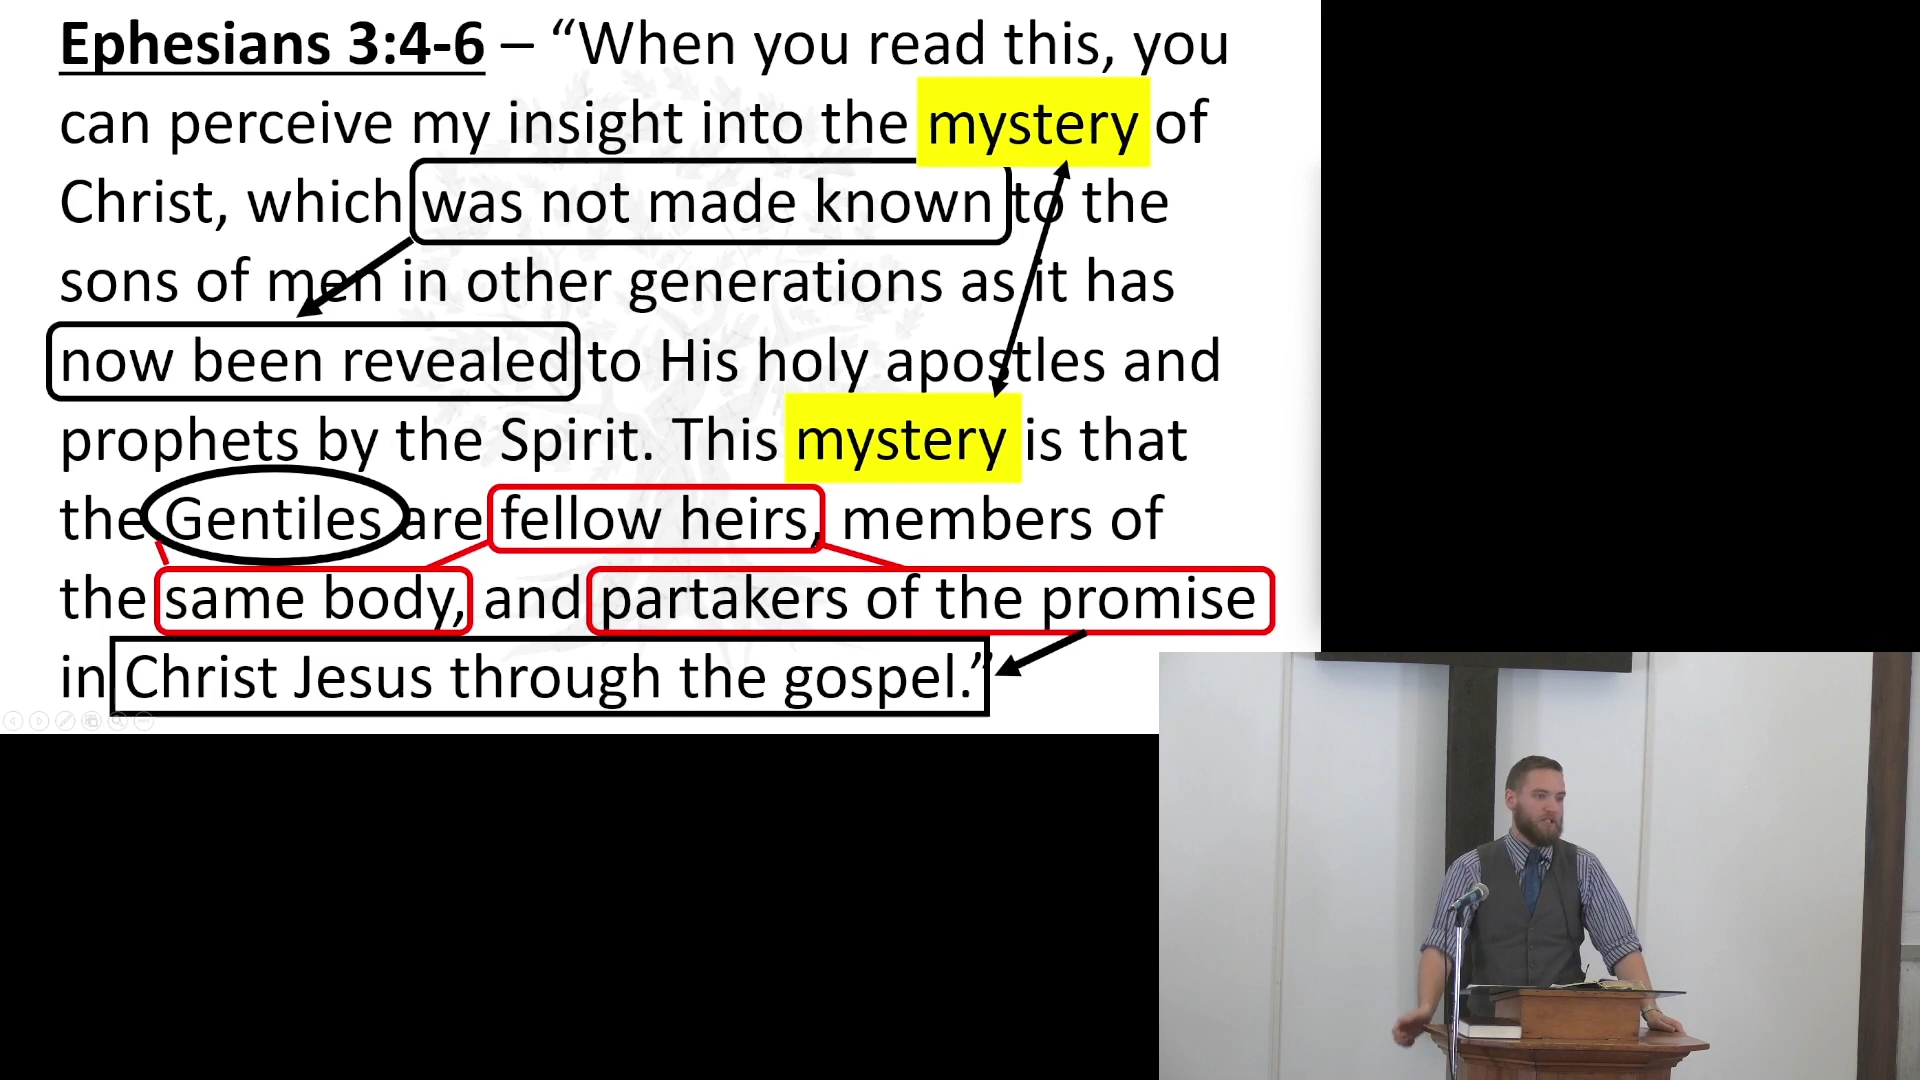 Ephesians 3:4-6 – “When you read this, you
can perceive my insight into the mystery of
Christ, which was not made known to the
sons of men in other generations as it has
now been revealed to His holy apostles and
prophets by the Spirit. This mystery is that
the Gentiles are fellow heirs, members of
the same body, and partakers of the promise
in Christ Jesus through the gospel.”